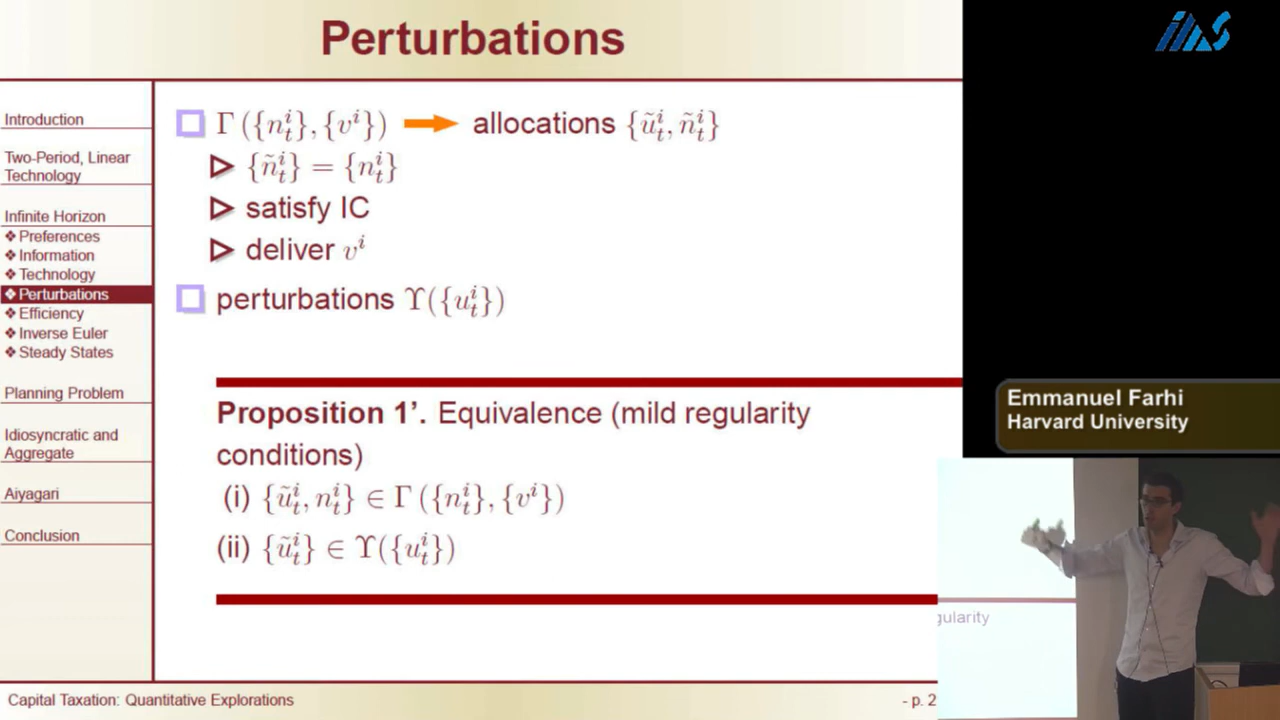 Perturbations
Introduction
Two-Period, Linear
Technology
Infinite Horizon
❖ Preferences
❖ Information
❖ Technology
❖ Perturbations
❖ Efficiency
❖ Inverse Euler
❖ Steady States
Planning Problem
Idiosyncratic and
Aggregate
Aiyagari
Conclusion
Γ ({n_t^i}, {v^i}) → allocations {ũ_t^i, ñ_t^i}
{ñ_t^i} = {n_t^i}
satisfy IC
deliver v^i
perturbations Υ({u_t^i})
Proposition 1’. Equivalence (mild regularity
conditions)
(i) {ũ_t^i, n_t^i} ∈ Γ ({n_t^i}, {v^i})
(ii) {ũ_t^i} ∈ Υ({u_t^i})
Capital Taxation: Quantitative Explorations
- p. 2
iAS
Emmanuel Farhi
Harvard University
gularity